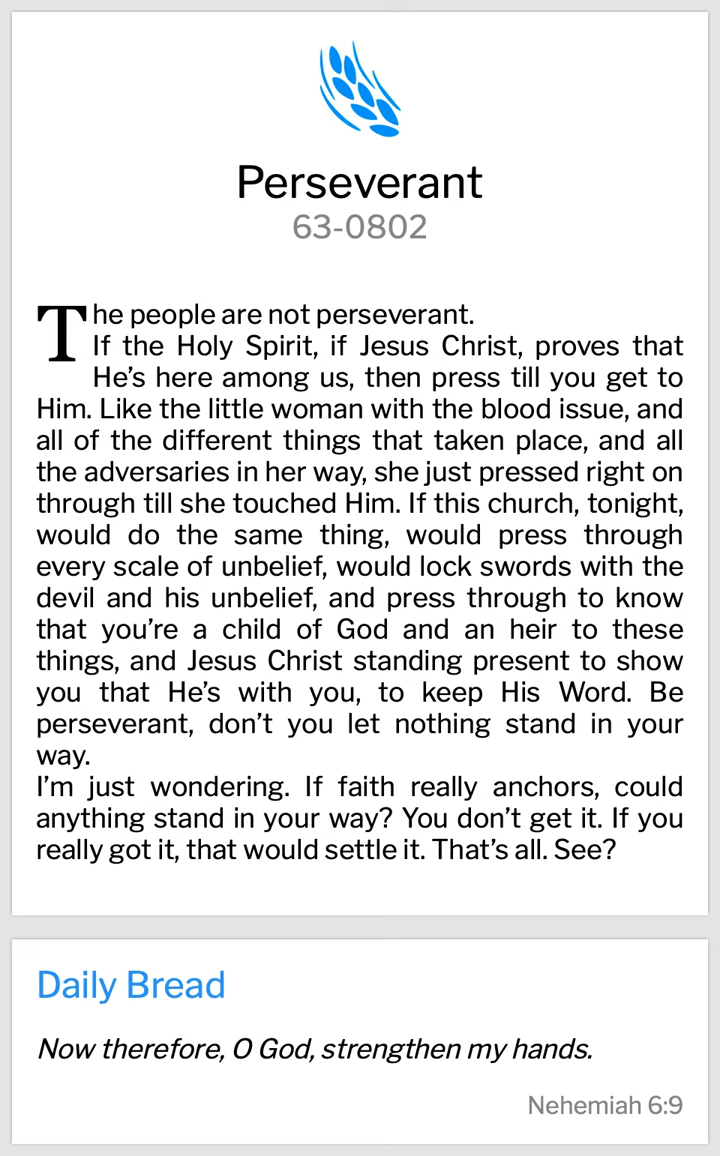 Perseverant
63-0802
The people are not perseverant.
If the Holy Spirit, if Jesus Christ, proves that
He’s here among us, then press till you get to
Him. Like the little woman with the blood issue, and
all of the different things that taken place, and all
the adversaries in her way, she just pressed right on
through till she touched Him. If this church, tonight,
would do the same thing, would press through
every scale of unbelief, would lock swords with the
devil and his unbelief, and press through to know
that you’re a child of God and an heir to these
things, and Jesus Christ standing present to show
you that He’s with you, to keep His Word. Be
perseverant, don’t you let nothing stand in your
way.
I’m just wondering. If faith really anchors, could
anything stand in your way? You don’t get it. If you
really got it, that would settle it. That’s all. See?
Daily Bread
Now therefore, O God, strengthen my hands.
Nehemiah 6:9